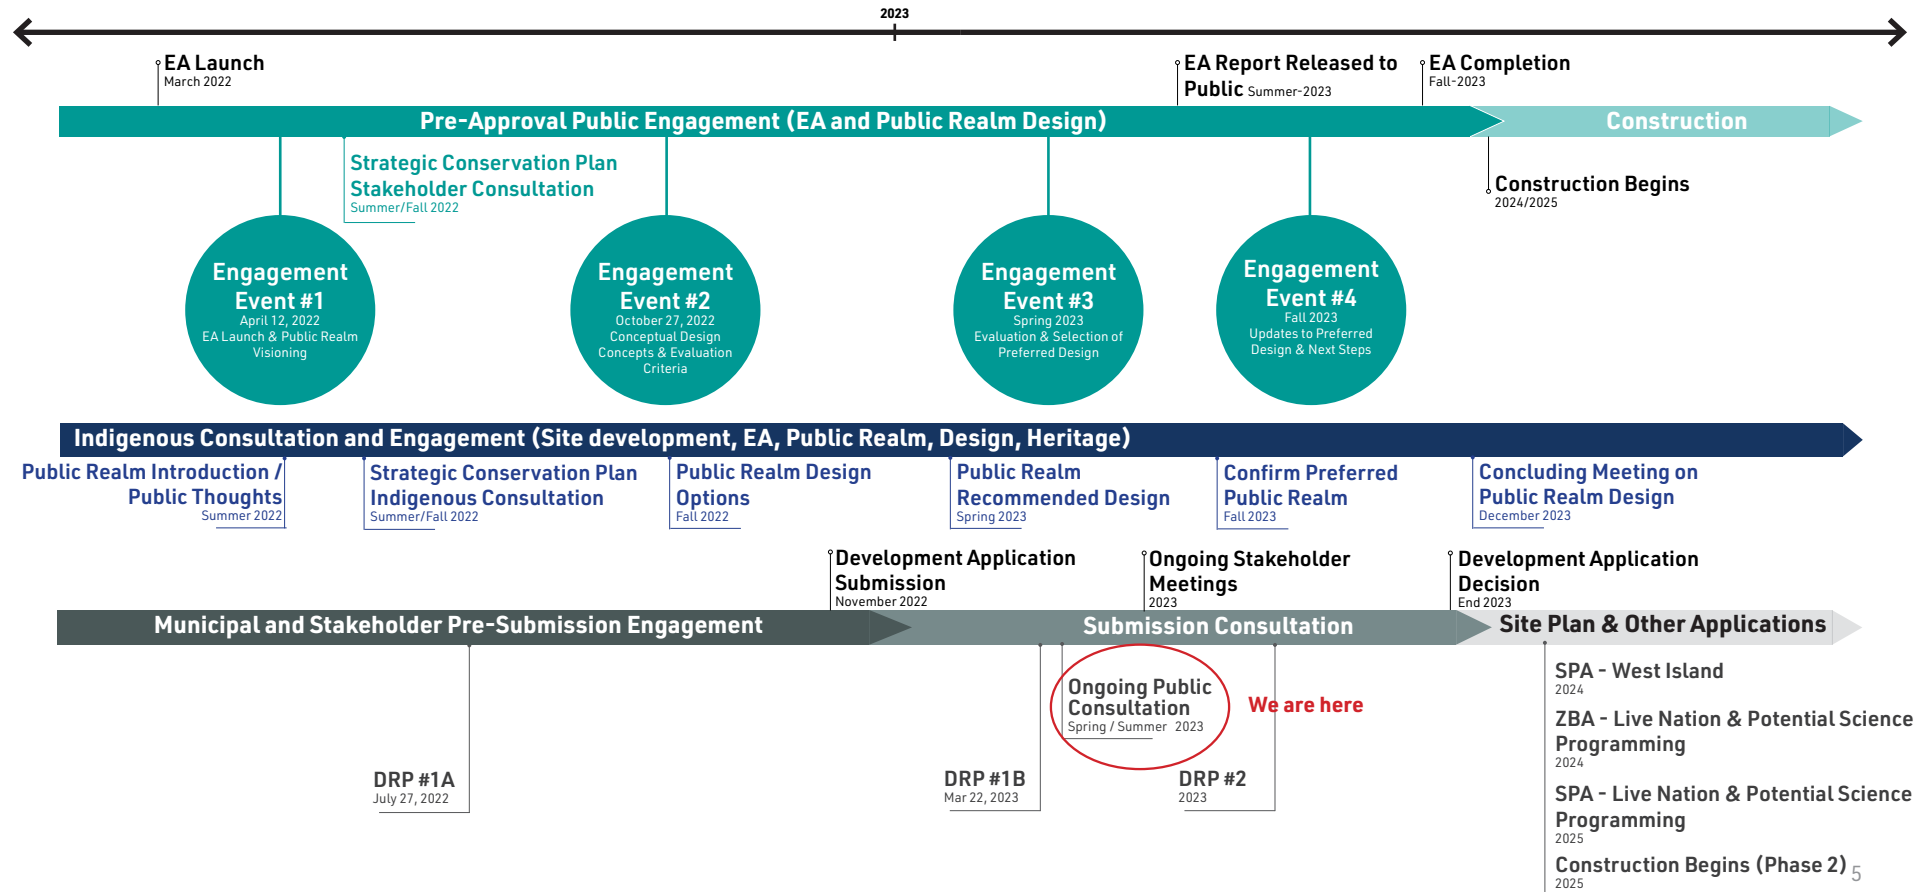 2023
EA Launch
March 2022
EA Report Released to
Public Summer-2023
EA Completion
Fall-2023
Pre-Approval Public Engagement (EA and Public Realm Design)
Construction
Strategic Conservation Plan
Stakeholder Consultation
Summer/Fall 2022
Construction Begins
2024/2025
Engagement
Event #1
April 12, 2022
EA Launch & Public Realm
Visioning
Engagement
Event #2
October 27, 2022
Conceptual Design
Concepts & Evaluation
Criteria
Engagement
Event #3
Spring 2023
Evaluation & Selection of
Preferred Design
Engagement
Event #4
Fall 2023
Updates to Preferred
Design & Next Steps
Indigenous Consultation and Engagement (Site development, EA, Public Realm, Design, Heritage)
Public Realm Introduction /
Public Thoughts
Summer 2022
Strategic Conservation Plan
Indigenous Consultation
Summer/Fall 2022
Public Realm Design
Options
Fall 2022
Public Realm
Recommended Design
Spring 2023
Confirm Preferred
Public Realm
Fall 2023
Concluding Meeting on
Public Realm Design
December 2023
Development Application
Submission
November 2022
Ongoing Stakeholder
Meetings
2023
Development Application
Decision
End 2023
Municipal and Stakeholder Pre-Submission Engagement
Submission Consultation
Site Plan & Other Applications
Ongoing Public
Consultation
Spring / Summer 2023
We are here
DRP #1A
July 27, 2022
DRP #1B
Mar 22, 2023
DRP #2
2023
SPA - West Island
2024
ZBA - Live Nation & Potential Science
Programming
2024
SPA - Live Nation & Potential Science
Programming
2025
Construction Begins (Phase 2)
2025
5